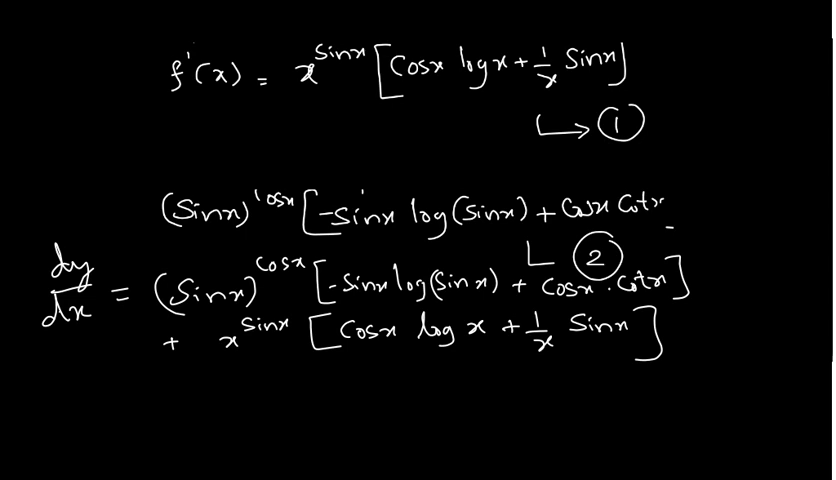 f'(x) = x^Sinx [Cosx logx + 1/x Sinx]
↳ ①
(Sinx)^Cosx [-Sinx log(Sinx) + Cosx Cotx
② 
dy/dx = (Sinx)^Cosx [-Sinx log(Sinx) + Cosx . Cotx]
+ x^Sinx [Cosx log x + 1/x Sinx]